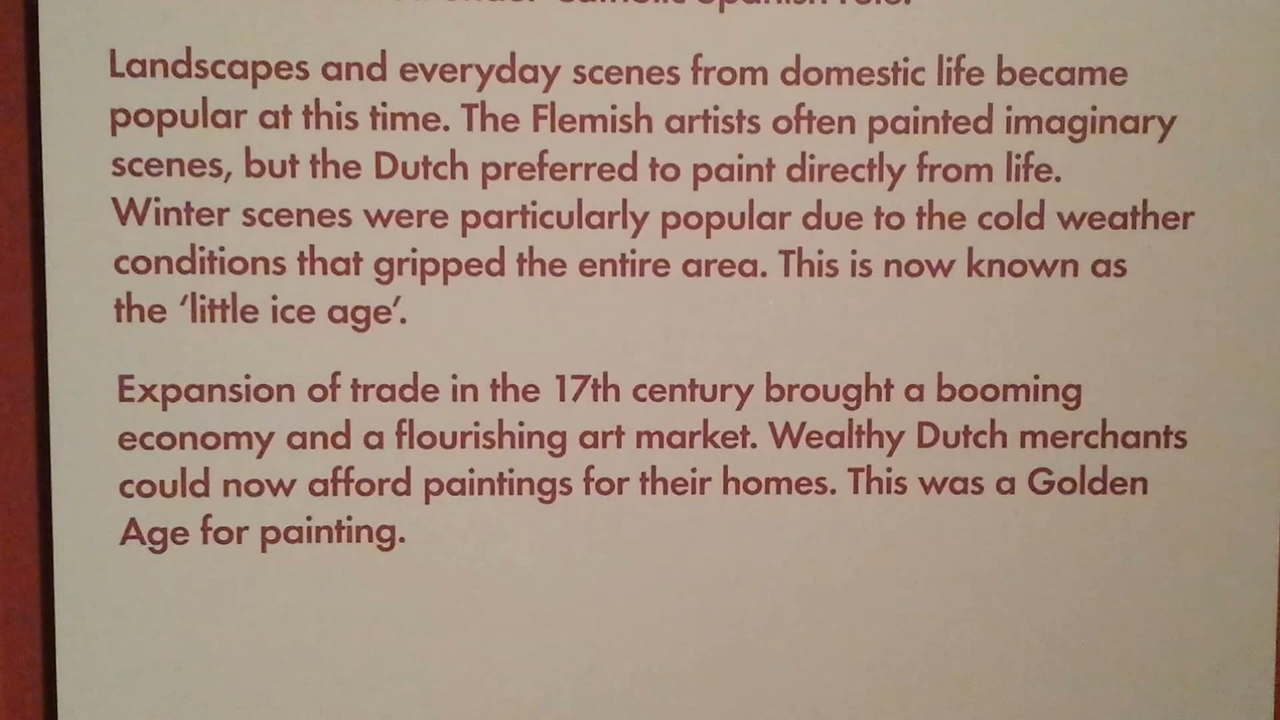 Catholic Spanish rule.
Landscapes and everyday scenes from domestic life became
popular at this time. The Flemish artists often painted imaginary
scenes, but the Dutch preferred to paint directly from life.
Winter scenes were particularly popular due to the cold weather
conditions that gripped the entire area. This is now known as
the ‘little ice age’.
Expansion of trade in the 17th century brought a booming
economy and a flourishing art market. Wealthy Dutch merchants
could now afford paintings for their homes. This was a Golden
Age for painting.